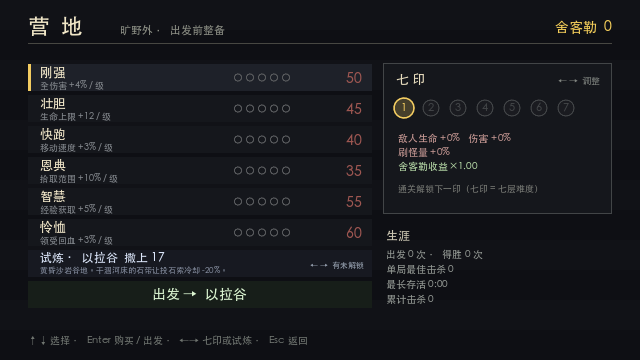 营 地
旷野外 · 出发前整备
舍客勒 0
刚强
全伤害 +4% / 级
○○○○○
50
壮胆
生命上限 +12 / 级
○○○○○
45
快跑
移动速度 +3% / 级
○○○○○
40
恩典
拾取范围 +10% / 级
○○○○○
35
智慧
经验获取 +5% / 级
○○○○○
55
怜恤
领受回血 +3% / 级
○○○○○
60
试炼 · 以拉谷 撒上 17
黄昏沙岩谷地。干涸河床的石带让投石索冷却 -20%。
←→ 有未解锁
出发 → 以拉谷
七 印
←→ 调整
1 2 3 4 5 6 7
敌人生命 +0% 伤害 +0%
刷怪量 +0%
舍客勒收益 ×1.00
通关解锁下一印（七印 = 七层难度）
生涯
出发 0 次 · 得胜 0 次
单局最佳击杀 0
最长存活 0:00
累计击杀 0
↑↓ 选择 · Enter 购买 / 出发 · ←→ 七印或试炼 · Esc 返回